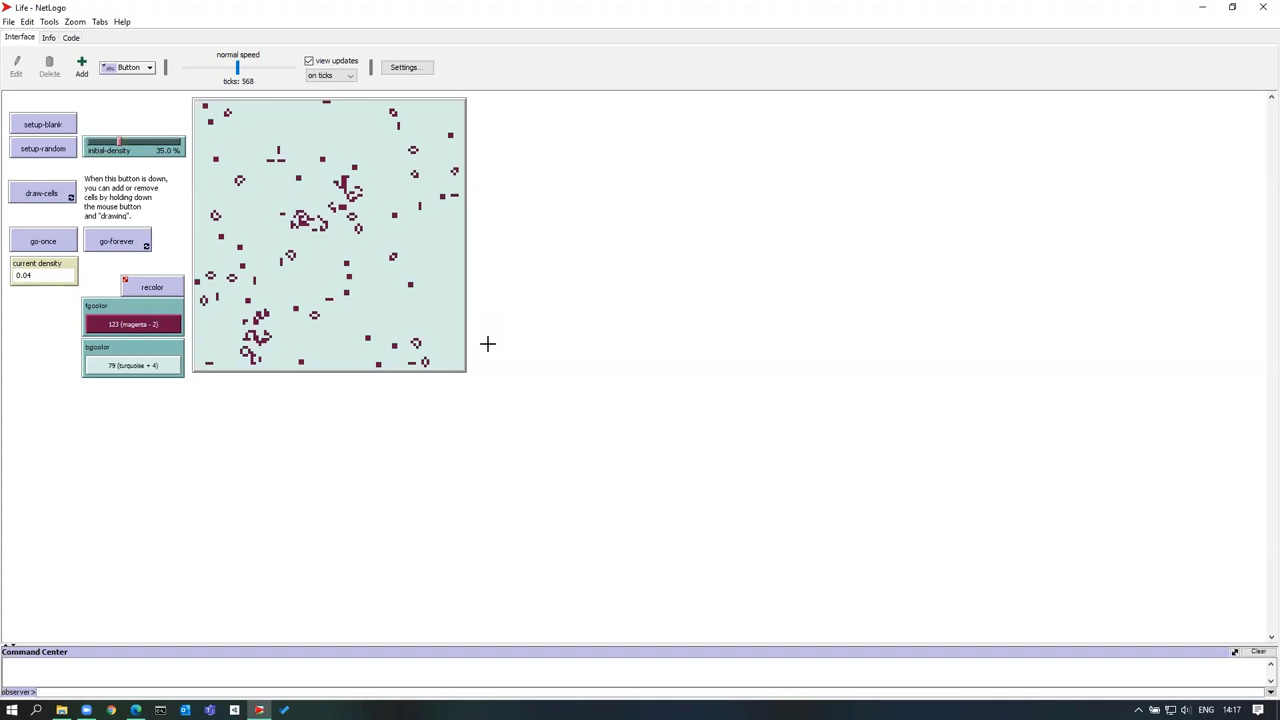 Life - NetLogo
File Edit Tools Zoom Tabs Help
Interface Info Code
normal speed
view updates
Edit Delete Add Button on ticks Settings...
ticks: 568
setup-blank
setup-random
initial-density 35.0 %
draw-cells
When this button is down,
you can add or remove
cells by holding down
the mouse button
and "drawing".
go-once go-forever
current density
0.04
recolor
fgcolor
123 (magenta - 2)
bgcolor
79 (turquoise + 4)
Command Center Clear
observer>
ENG 14:17